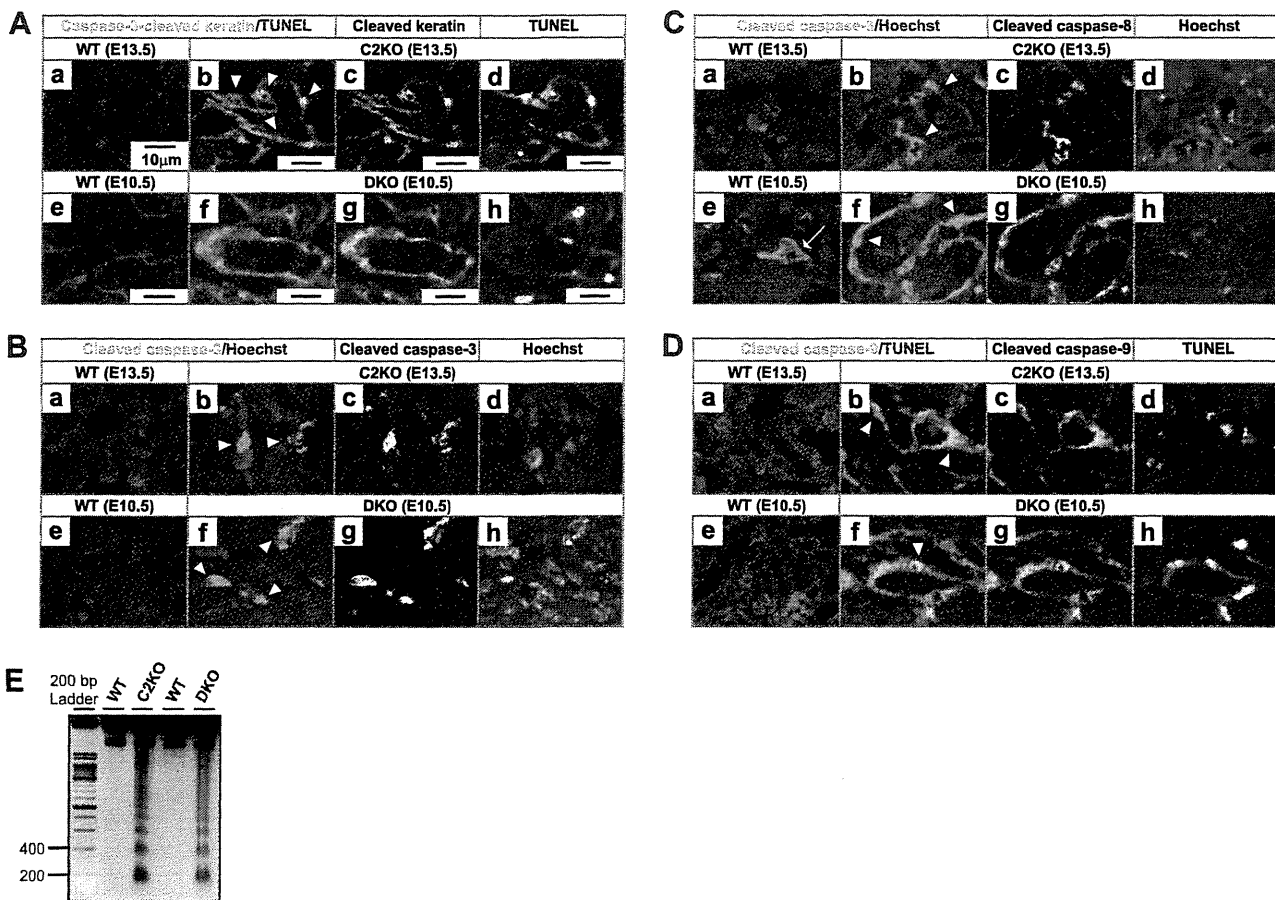 A
Caspase-3-cleaved keratin/TUNEL Cleaved keratin TUNEL
WT (E13.5) C2KO (E13.5)
a b c d
10µm
WT (E10.5) DKO (E10.5)
e f g h
B
Cleaved caspase-3/Hoechst Cleaved caspase-3 Hoechst
WT (E13.5) C2KO (E13.5)
a b c d
WT (E10.5) DKO (E10.5)
e f g h
C
Cleaved /Hoechst Cleaved caspase-8 Hoechst
WT (E13.5) C2KO (E13.5)
a b c d
WT (E10.5) DKO (E10.5)
e f g h
D
Cleaved caspase-9/TUNEL Cleaved caspase-9 TUNEL
WT (E13.5) C2KO (E13.5)
a b c d
WT (E10.5) DKO (E10.5)
e f g h
E
200 bp
Ladder WT C2KO WT DKO
400
200